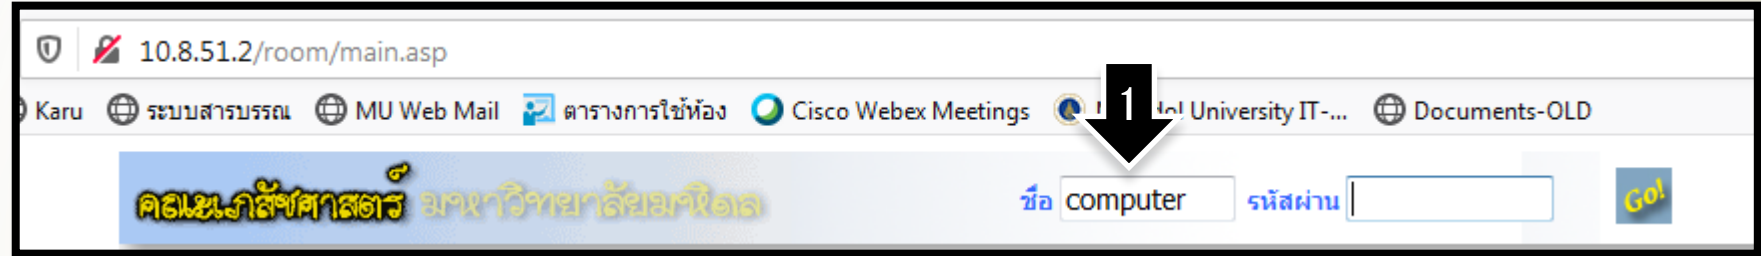 10.8.51.2/room/main.asp
Karu ระบบสารบรรณ MU Web Mail ตารางการใช้ห้อง Cisco Webex Meetings University IT-... Documents-OLD
1
คณะเภสัชศาสตร์ มหาวิทยาลัยมหิดล ชื่อ computer รหัสผ่าน Go!